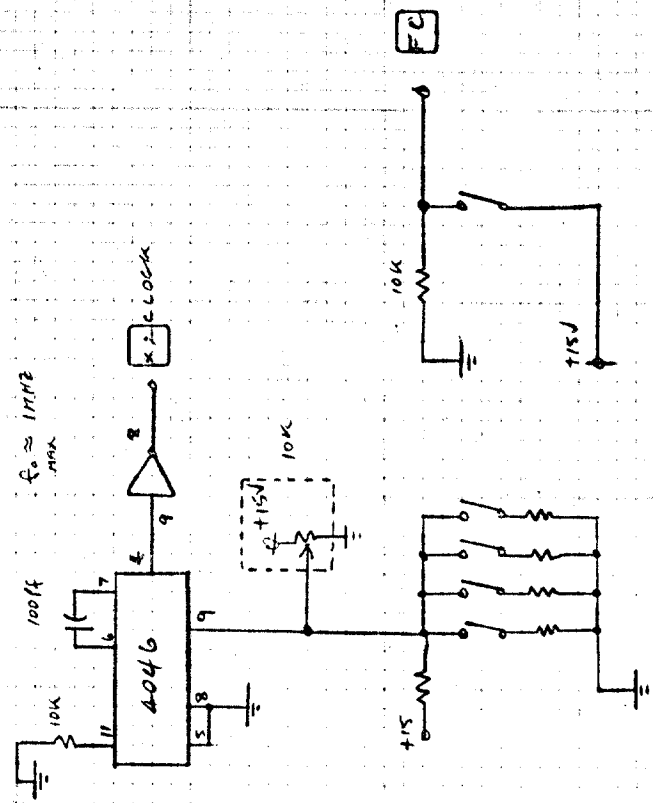 FC
10K
+15V
X÷CLOCK
f₀ ≈ 1MHZ
MAX
8
9
4
100pf
7
6
10K
11
4046
9
8
5
+15V
10K
+15